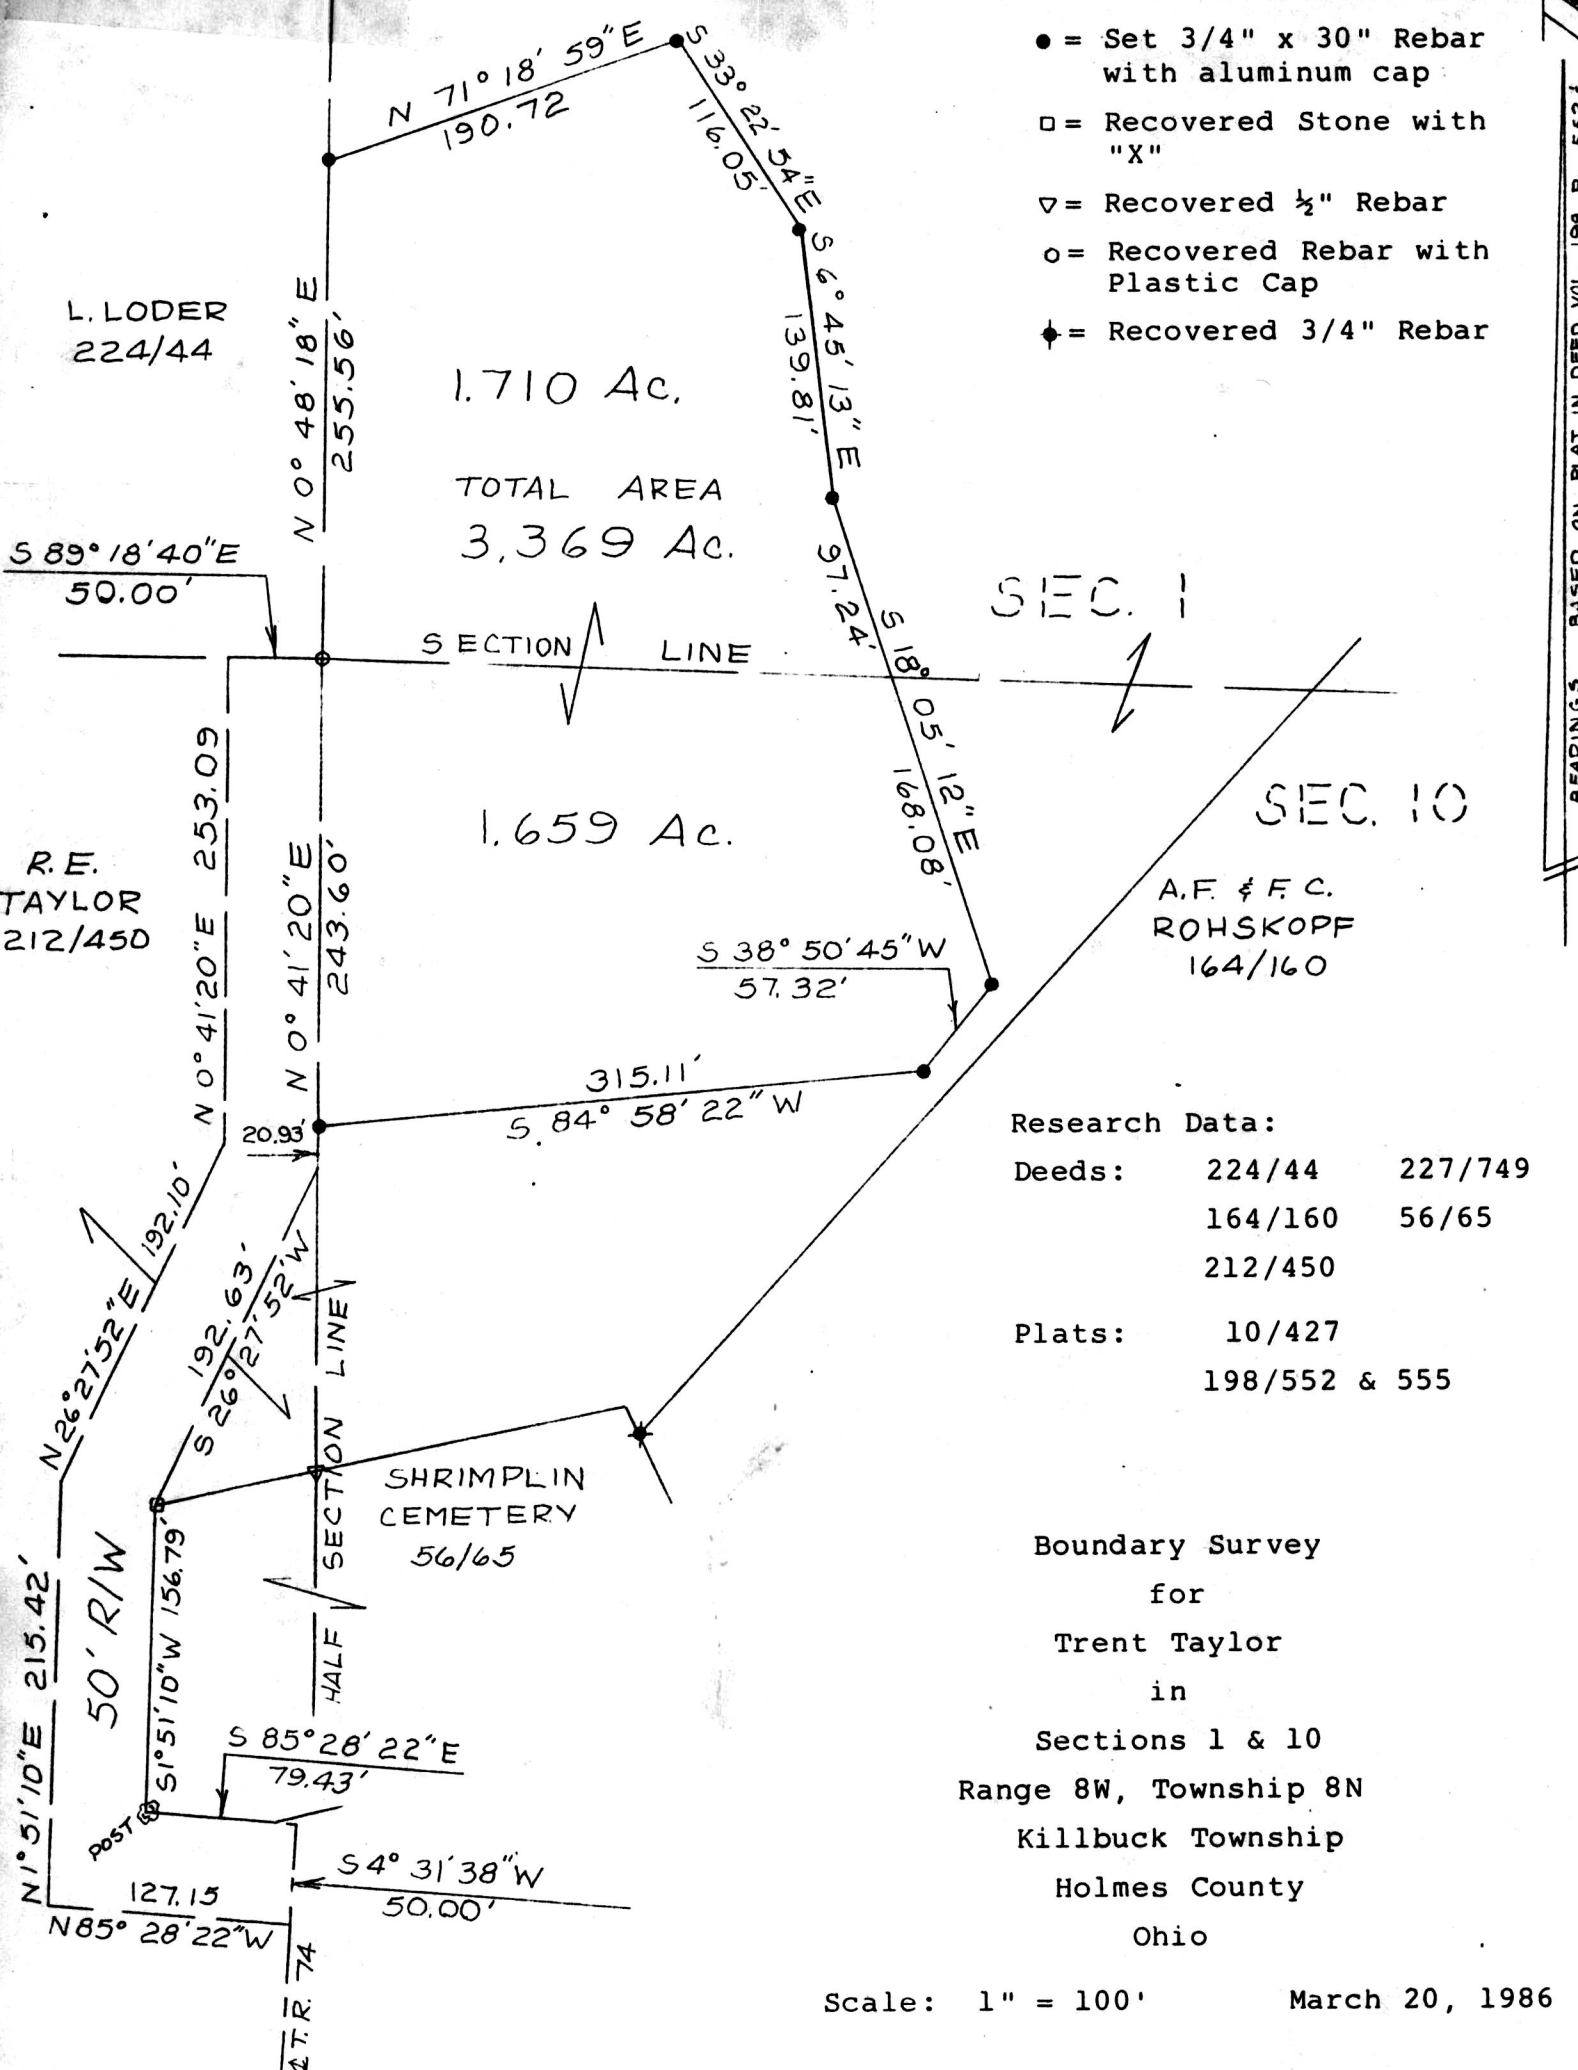 N 71° 18' 59" E
190.72
S 33° 22' 54" E
116.05'
S 6° 45' 13" E
139.81'
● = Set 3/4" x 30" Rebar
with aluminum cap
□ = Recovered Stone with
"X"
▽ = Recovered ½" Rebar
○ = Recovered Rebar with
Plastic Cap
= Recovered 3/4" Rebar
BEARINGS BASED ON PLAT IN DEED VOL. 198 P.
L. LODER
224/44
N 0° 48' 18" E
255.56'
1.710 Ac.
TOTAL AREA
3.369 Ac.
S 89° 18' 40" E
50.00'
SECTION LINE
97.24'
S 18° 05' 12" E
168.08'
SEC. 1
SEC. 10
N 0° 41' 20" E 253.09
N 0° 41' 20" E
243.60'
1.659 Ac.
R.E.
TAYLOR
212/450
A.F. & F.C.
ROHSKOPF
164/160
S 38° 50' 45" W
57.32'
315.11'
S. 84° 58' 22" W
20.93'
N 26° 27' 52" E 192.10'
192.63'
S 26° 27' 52' W
HALF SECTION LINE
SHRIMPLIN
CEMETERY
56/65
Research Data:
Deeds: 224/44 227/749
164/160 56/65
212/450
Plats: 10/427
198/552 & 555
N 1° 51' 10" E 215.42'
50' R/W
S 1° 51' 10" W 156.79'
S 85° 28' 22" E
79.43'
POST
127.15
N 85° 28' 22" W
S 4° 31' 38" W
50.00'
T.R. 74
Boundary Survey
for
Trent Taylor
in
Sections 1 & 10
Range 8W, Township 8N
Killbuck Township
Holmes County
Ohio
Scale: 1" = 100' March 20, 1986